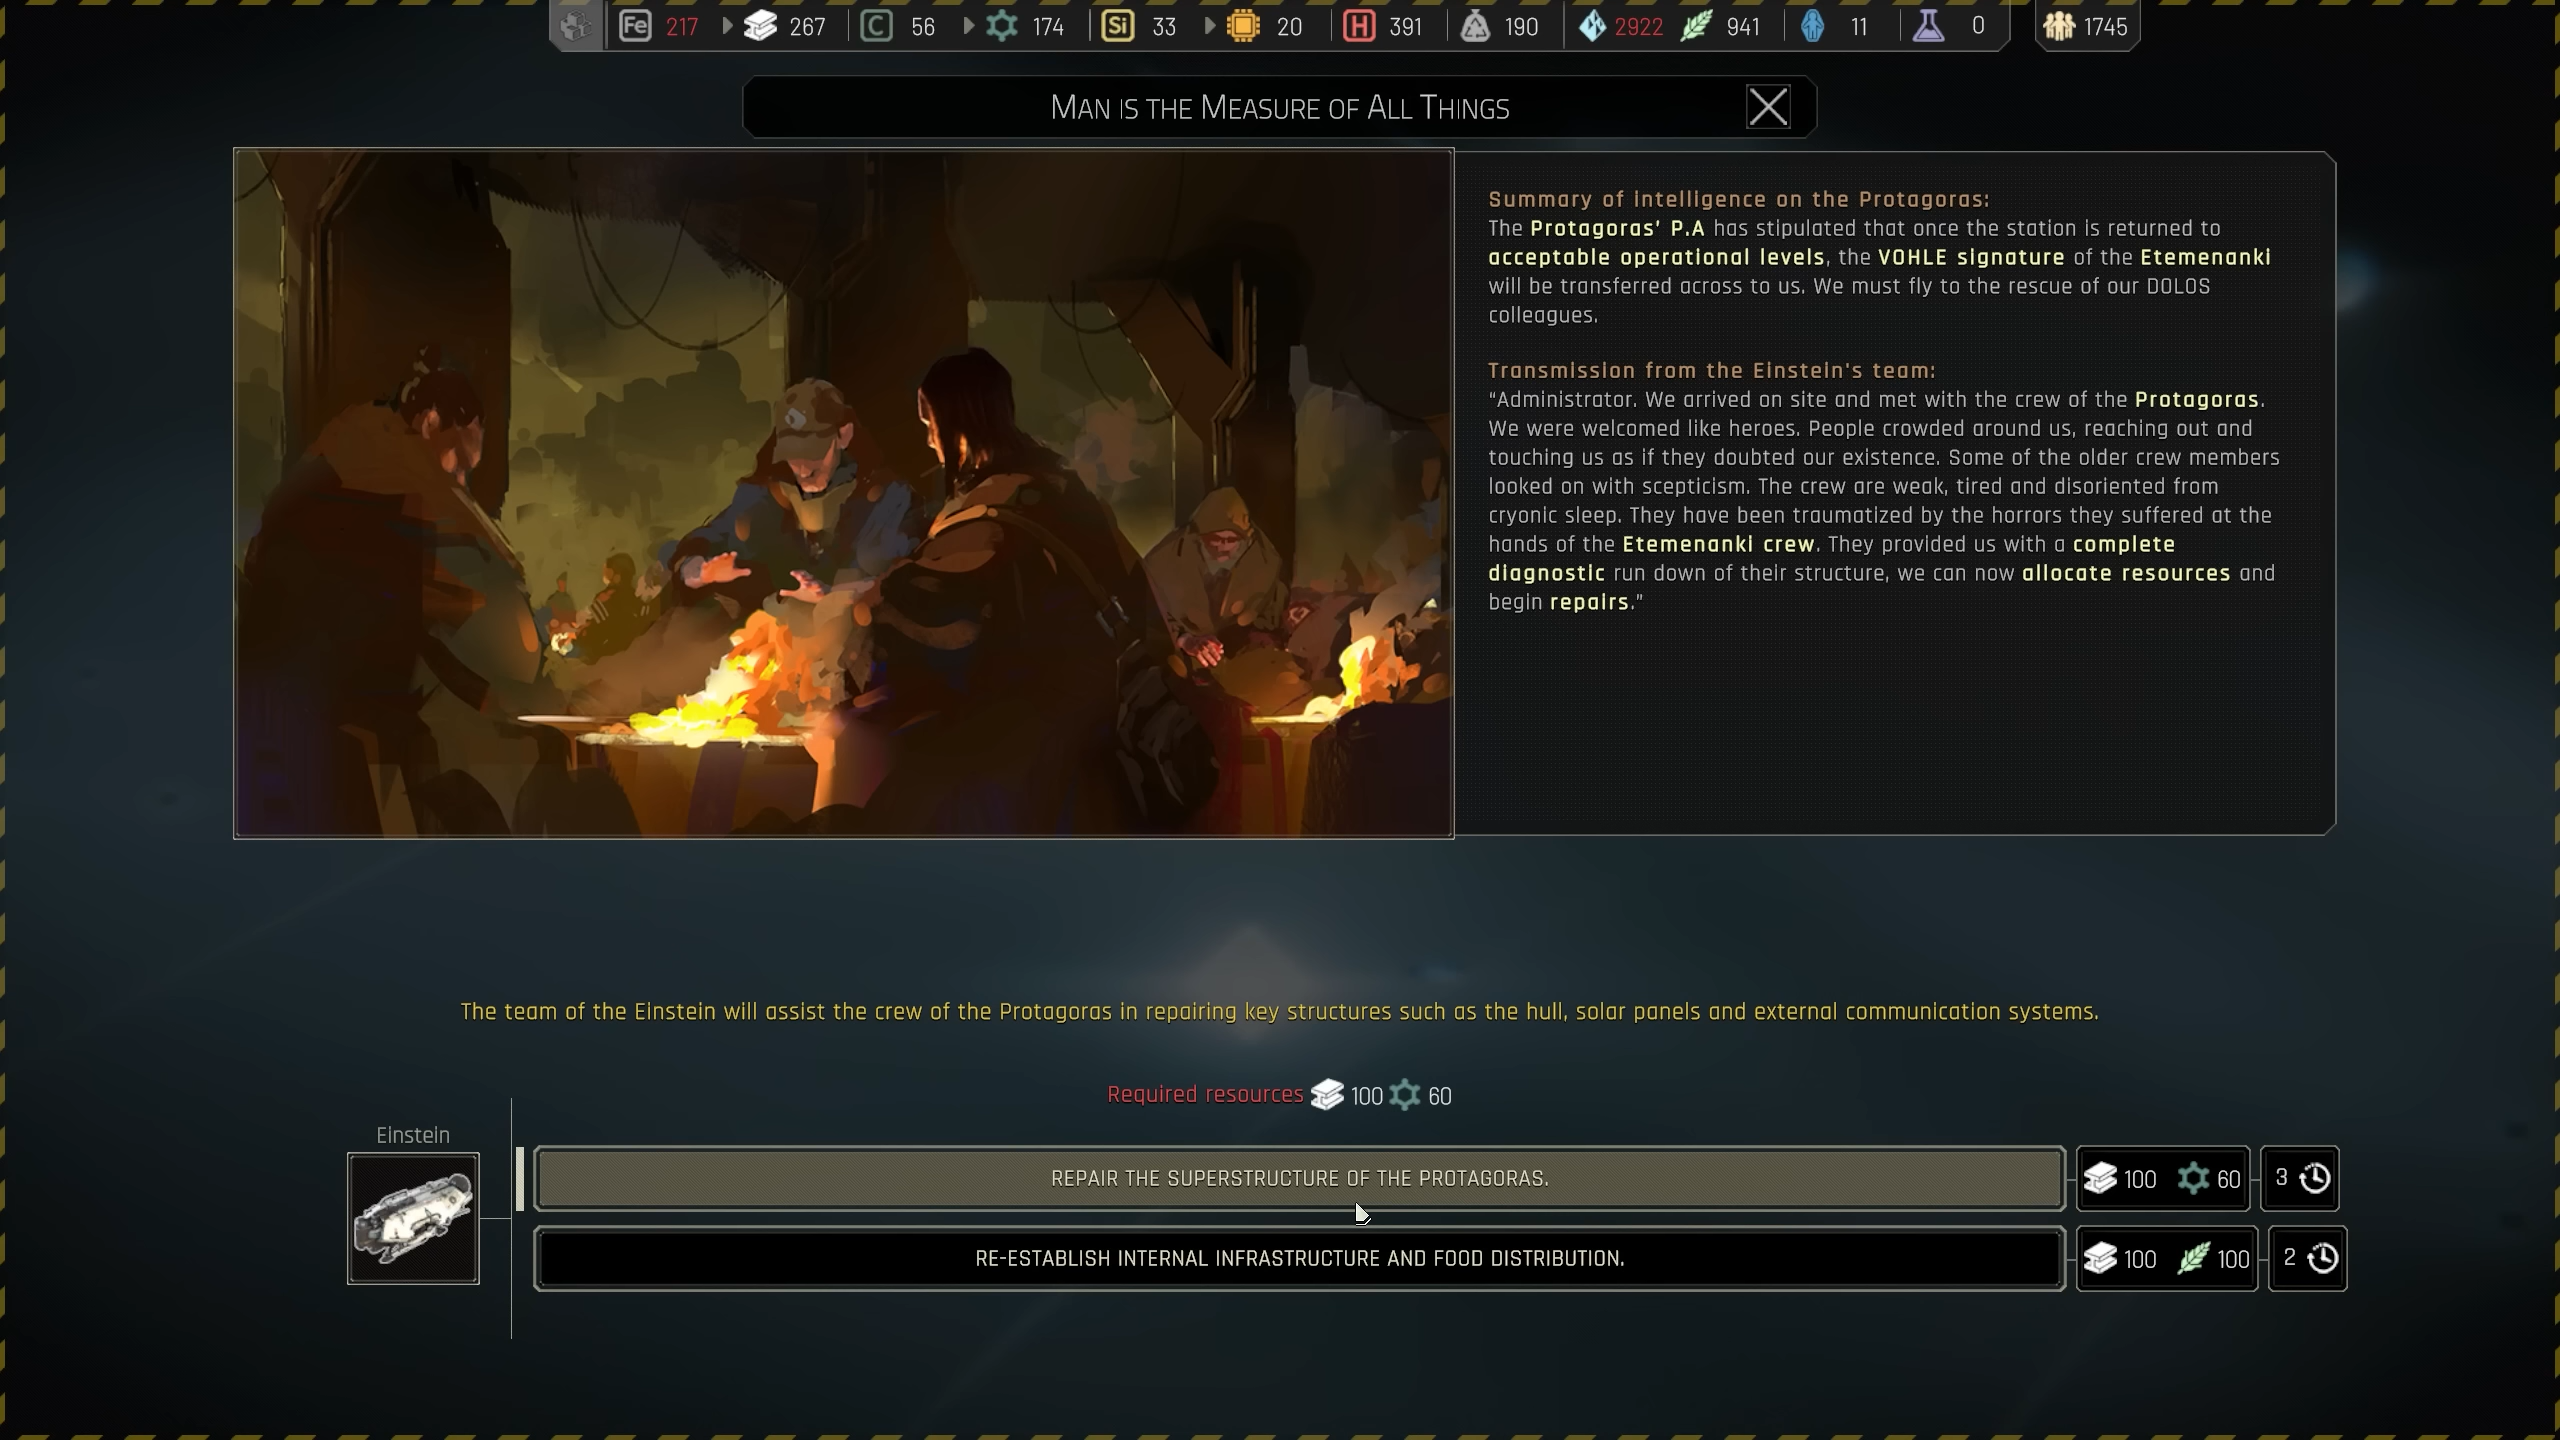 Fe 217 267 C 56 174 Si 33 20 H 391 190 2922 941 11 0 1745
MAN IS THE MEASURE OF ALL THINGS
Summary of intelligence on the Protagoras:
The Protagoras' P.A has stipulated that once the station is returned to
acceptable operational levels, the VOHLE signature of the Etemenanki
will be transferred across to us. We must fly to the rescue of our DOLOS
colleagues.
Transmission from the Einstein's team:
“Administrator. We arrived on site and met with the crew of the Protagoras.
We were welcomed like heroes. People crowded around us, reaching out and
touching us as if they doubted our existence. Some of the older crew members
looked on with scepticism. The crew are weak, tired and disoriented from
cryonic sleep. They have been traumatized by the horrors they suffered at the
hands of the Etemenanki crew. They provided us with a complete
diagnostic run down of their structure, we can now allocate resources and
begin repairs.”
The team of the Einstein will assist the crew of the Protagoras in repairing key structures such as the hull, solar panels and external communication systems.
Required resources 100 60
Einstein
REPAIR THE SUPERSTRUCTURE OF THE PROTAGORAS. 100 60 3
RE-ESTABLISH INTERNAL INFRASTRUCTURE AND FOOD DISTRIBUTION. 100 100 2